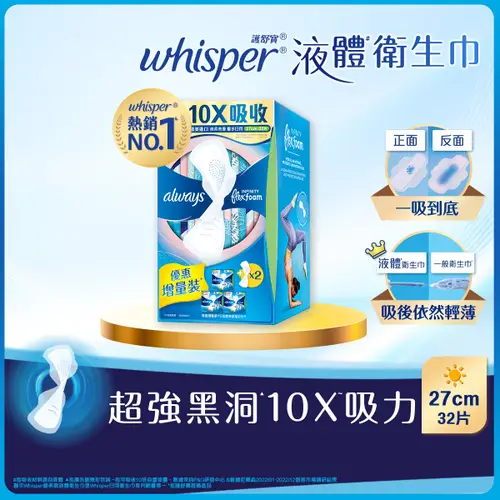 護舒寶®
whisper® 液體衛生巾
whisper®
熱銷
NO.1
10X吸收
always
INFINITY
flexfoam
優惠
增量裝
x2
正面 反面
一吸到底
液體 衛生巾 一般衛生巾
吸後依然輕薄
超強黑洞10X吸力
27cm
32片